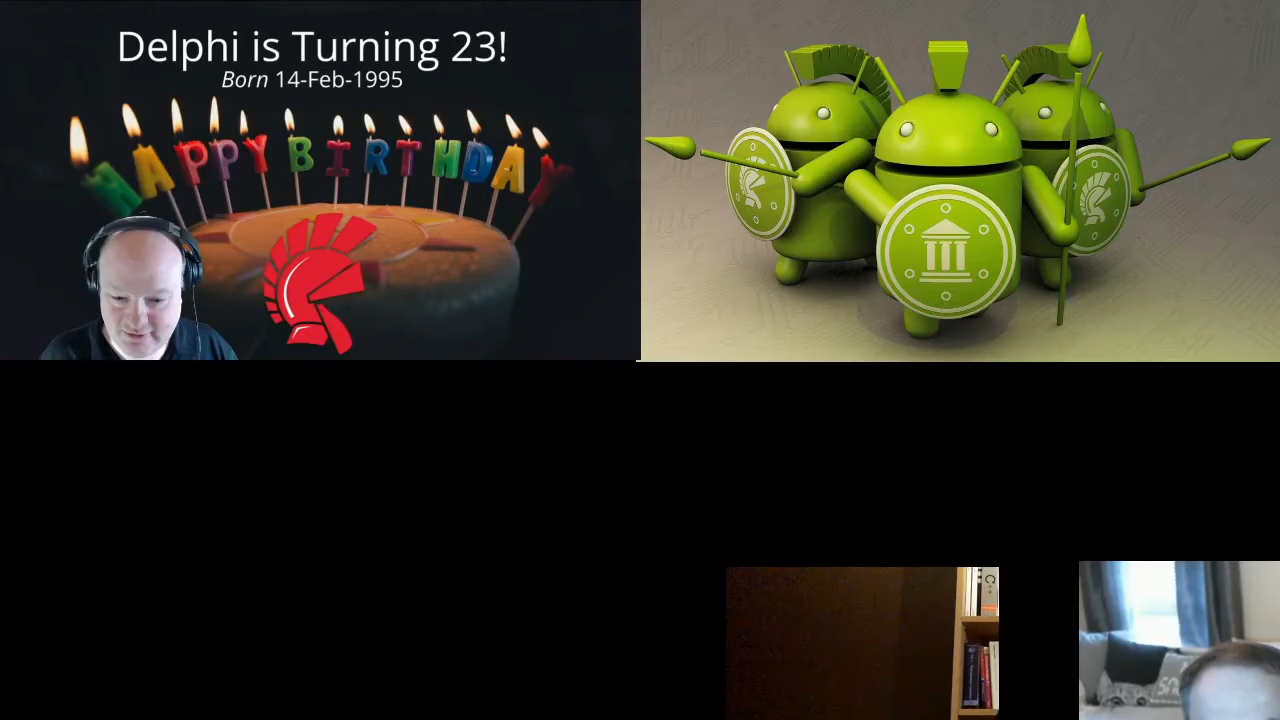 Delphi is Turning 23!
Born 14-Feb-1995
HAPPY BIRTHDAY
C++